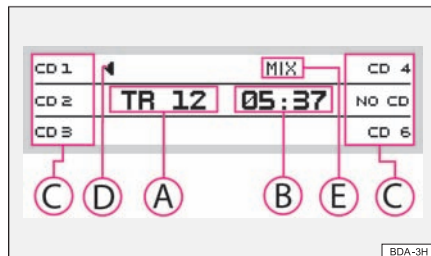 CD 1 MIX CD 4
CD 2 TR 12 05:37 NO CD
CD 3 CD 6
C D A B E C
BDA-3H